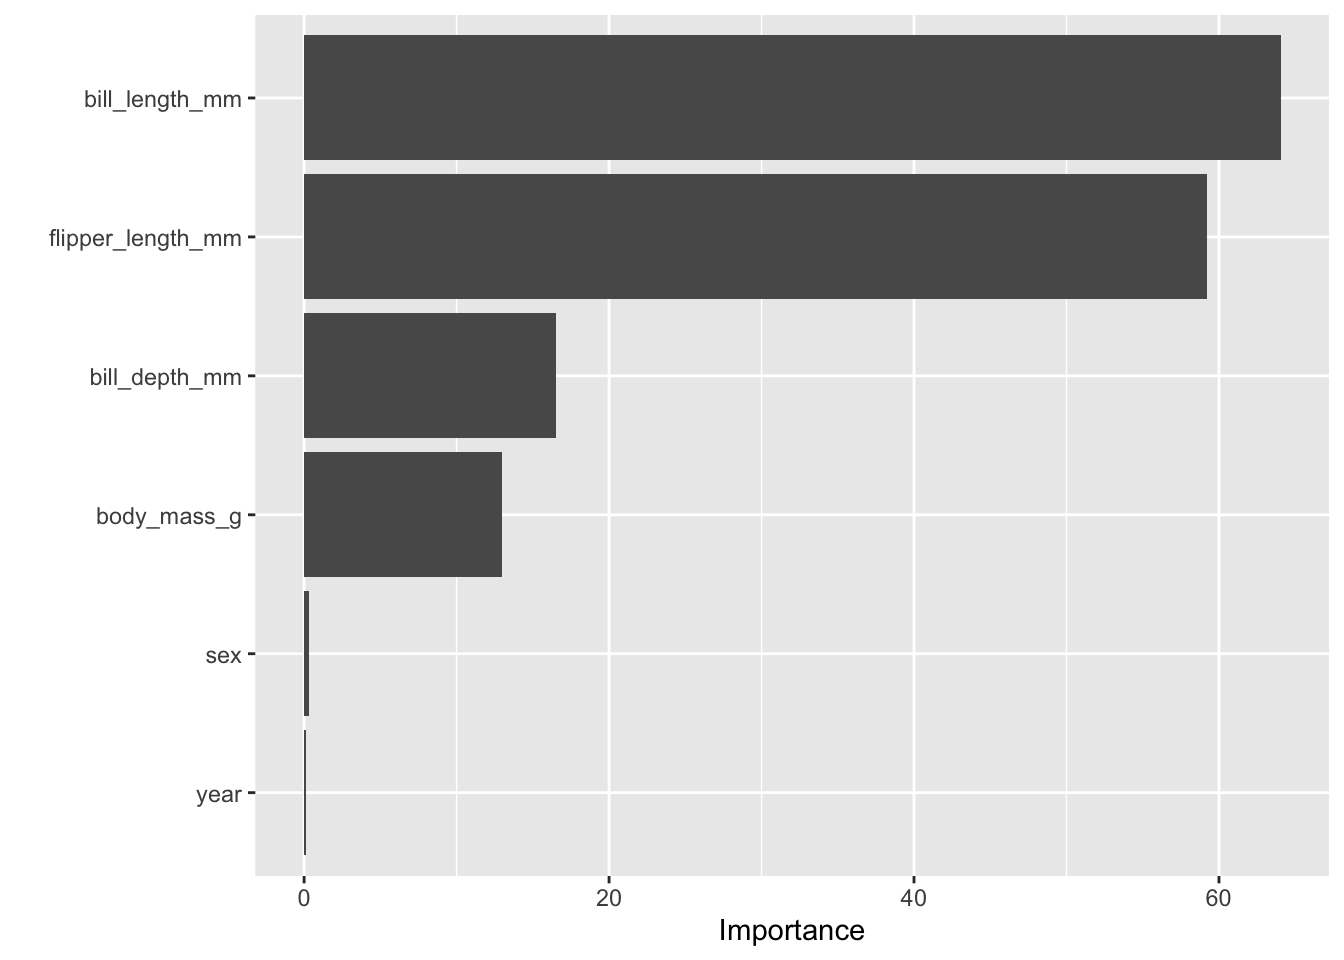 bill_length_mm
flipper_length_mm
bill_depth_mm
body_mass_g
sex
year
0 20 40 60
Importance